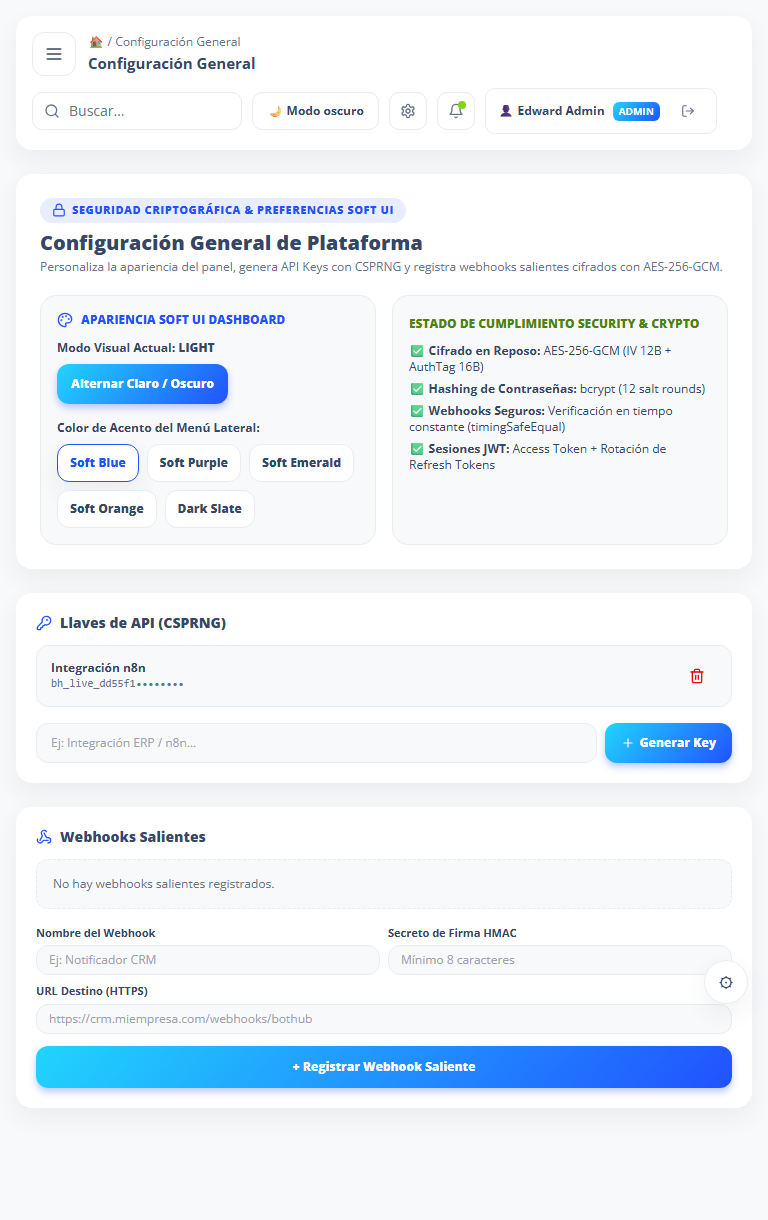 🏠 / Configuración General
Configuración General
Buscar...
🌙 Modo oscuro
👤 Edward Admin ADMIN
SEGURIDAD CRIPTOGRÁFICA & PREFERENCIAS SOFT UI
Configuración General de Plataforma
Personaliza la apariencia del panel, genera API Keys con CSPRNG y registra webhooks salientes cifrados con AES-256-GCM.
APARIENCIA SOFT UI DASHBOARD
Modo Visual Actual: LIGHT
Alternar Claro / Oscuro
Color de Acento del Menú Lateral:
Soft Blue
Soft Purple
Soft Emerald
Soft Orange
Dark Slate
ESTADO DE CUMPLIMIENTO SECURITY & CRYPTO
✅ Cifrado en Reposo: AES-256-GCM (IV 12B +
AuthTag 16B)
✅ Hashing de Contraseñas: bcrypt (12 salt rounds)
✅ Webhooks Seguros: Verificación en tiempo
constante (timingSafeEqual)
✅ Sesiones JWT: Access Token + Rotación de
Refresh Tokens
Llaves de API (CSPRNG)
Integración n8n
bh_live_dd55f1••••••••
Ej: Integración ERP / n8n...
+ Generar Key
Webhooks Salientes
No hay webhooks salientes registrados.
Nombre del Webhook
Ej: Notificador CRM
Secreto de Firma HMAC
Mínimo 8 caracteres
URL Destino (HTTPS)
https://crm.miempresa.com/webhooks/bothub
+ Registrar Webhook Saliente